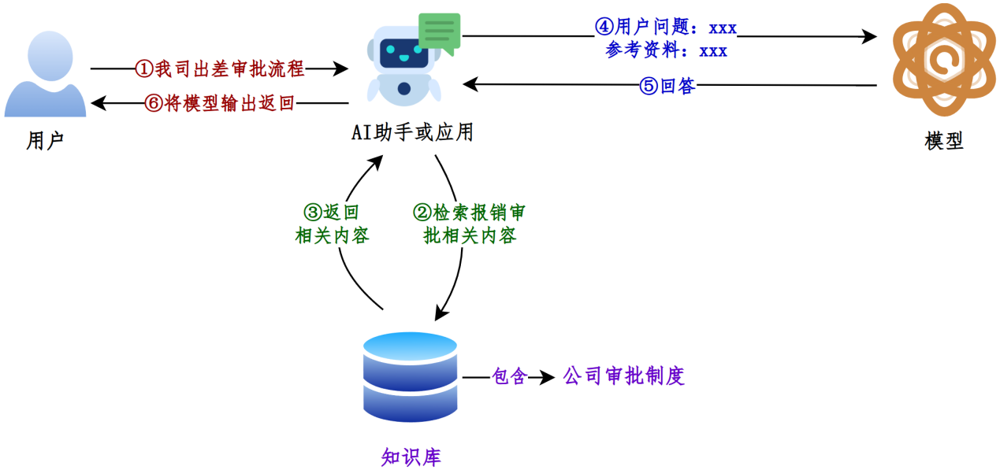 ④用户问题：xxx
参考资料：xxx
①我司出差审批流程
⑤回答
⑥将模型输出返回
用户
AI助手或应用
模型
③返回
相关内容
②检索报销审
批相关内容
包含
公司审批制度
知识库